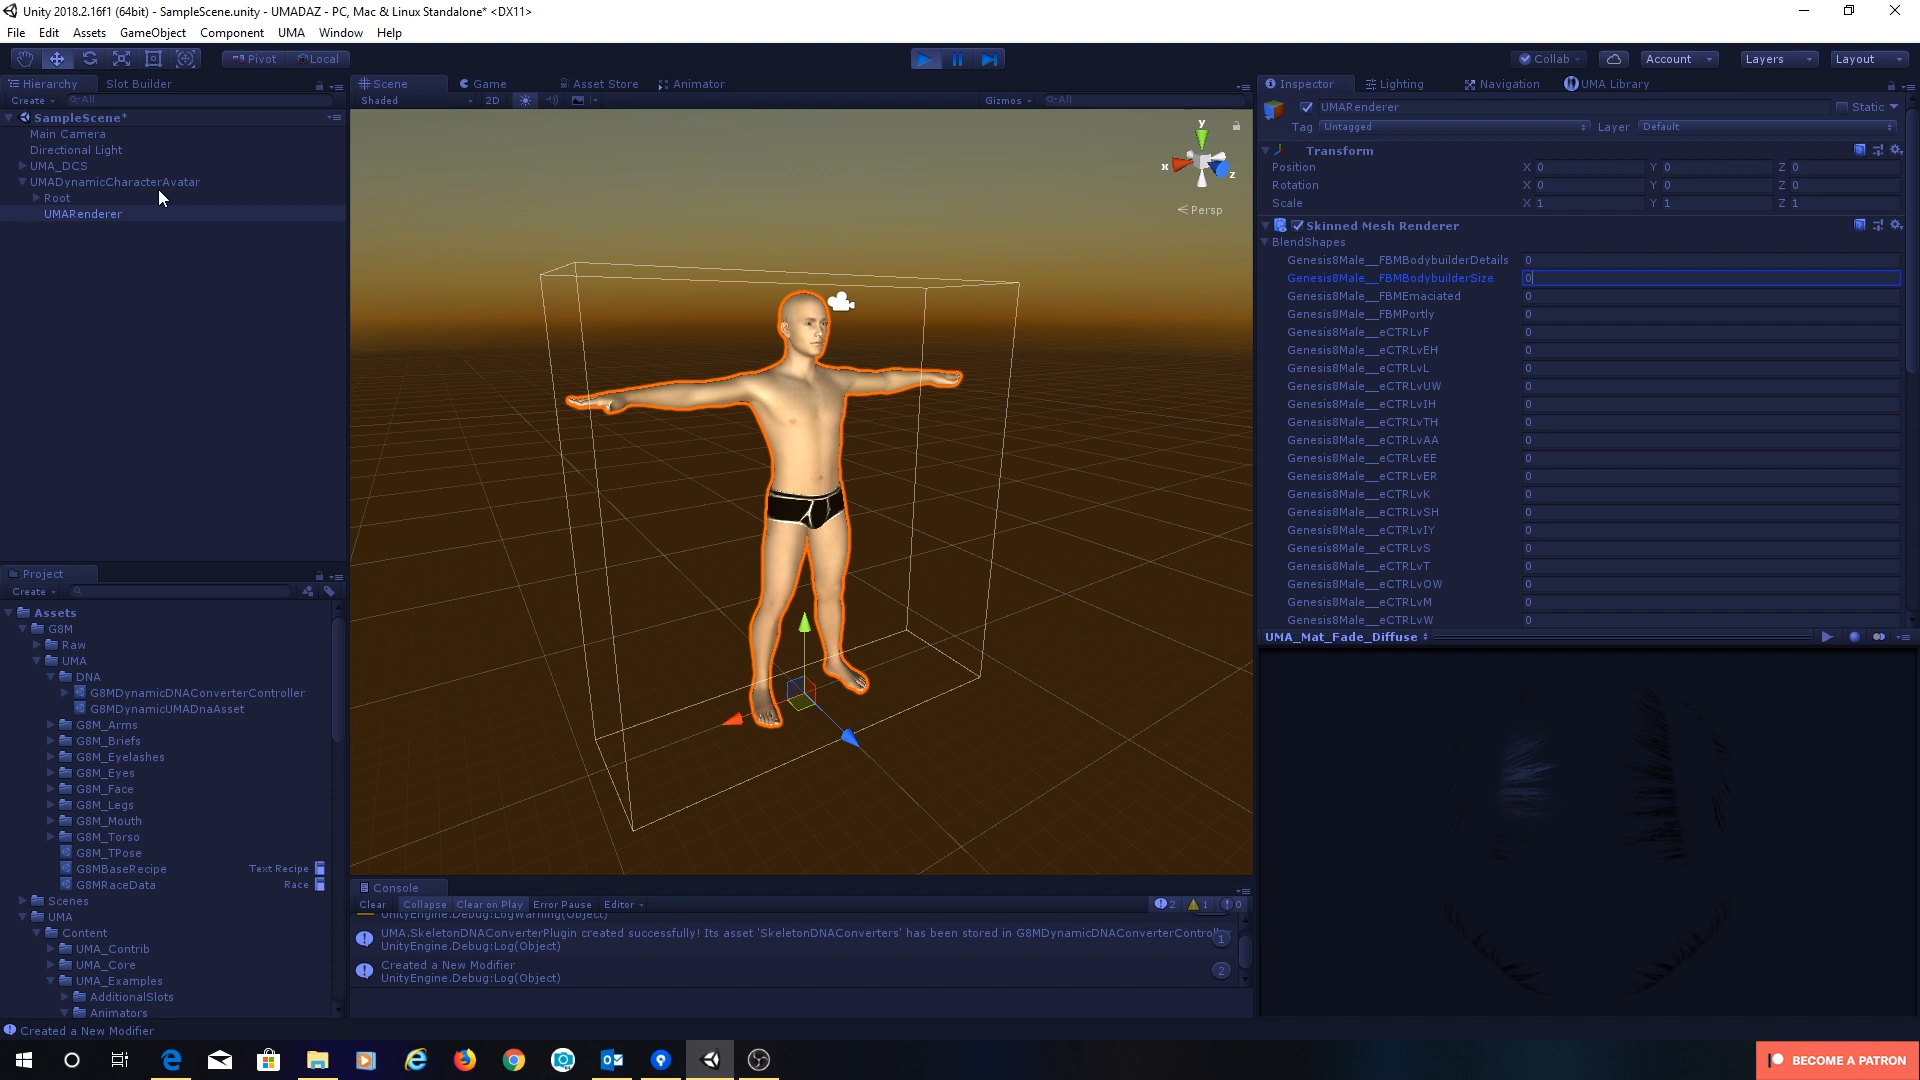 Unity 2018.2.16f1 (64bit) - SampleScene.unity - UMADAZ - PC, Mac & Linux Standalone* <DX11>
File Edit Assets GameObject Component UMA Window Help
Pivot Local Collab Account Layers Layout
Hierarchy Slot Builder
Create All
SampleScene*
Main Camera
Directional Light
UMA_DCS
UMADynamicCharacterAvatar
Root
UMARenderer
Project
Create
Assets
G8M
Raw
UMA
DNA
G8MDynamicDNAConverterController
G8MDynamicUMADnaAsset
G8M_Arms
G8M_Briefs
G8M_Eyelashes
G8M_Eyes
G8M_Face
G8M_Legs
G8M_Mouth
G8M_Torso
G8M_TPose
G8MBaseRecipe Text Recipe
G8MRaceData Race
Scenes
UMA
Content
UMA_Contrib
UMA_Core
UMA_Examples
AdditionalSlots
Animators
Created a New Modifier
Scene Game Asset Store Animator
Shaded 2D Gizmos All
y
x
z
Persp
Console
Clear Collapse Clear on Play Error Pause Editor 2 1 0
UnityEngine.Debug:LogWarning(Object)
UMA.SkeletonDNAConverterPlugin created successfully! Its asset 'SkeletonDNAConverters' has been stored in G8MDynamicDNAConverterControll
UnityEngine.Debug:Log(Object) 1
Created a New Modifier
UnityEngine.Debug:Log(Object) 2
Inspector Lighting Navigation UMA Library
UMARenderer Static
Tag Untagged Layer Default
Transform
Position X 0 Y 0 Z 0
Rotation X 0 Y 0 Z 0
Scale X 1 Y 1 Z 1
Skinned Mesh Renderer
BlendShapes
Genesis8Male__FBMBodybuilderDetails 0
Genesis8Male__FBMBodybuilderSize 0
Genesis8Male__FBMEmaciated 0
Genesis8Male__FBMPortly 0
Genesis8Male__eCTRLvF 0
Genesis8Male__eCTRLvEH 0
Genesis8Male__eCTRLvL 0
Genesis8Male__eCTRLvUW 0
Genesis8Male__eCTRLvIH 0
Genesis8Male__eCTRLvTH 0
Genesis8Male__eCTRLvAA 0
Genesis8Male__eCTRLvEE 0
Genesis8Male__eCTRLvER 0
Genesis8Male__eCTRLvK 0
Genesis8Male__eCTRLvSH 0
Genesis8Male__eCTRLvIY 0
Genesis8Male__eCTRLvS 0
Genesis8Male__eCTRLvT 0
Genesis8Male__eCTRLvOW 0
Genesis8Male__eCTRLvM 0
Genesis8Male__eCTRLvW 0
UMA_Mat_Fade_Diffuse
BECOME A PATRON